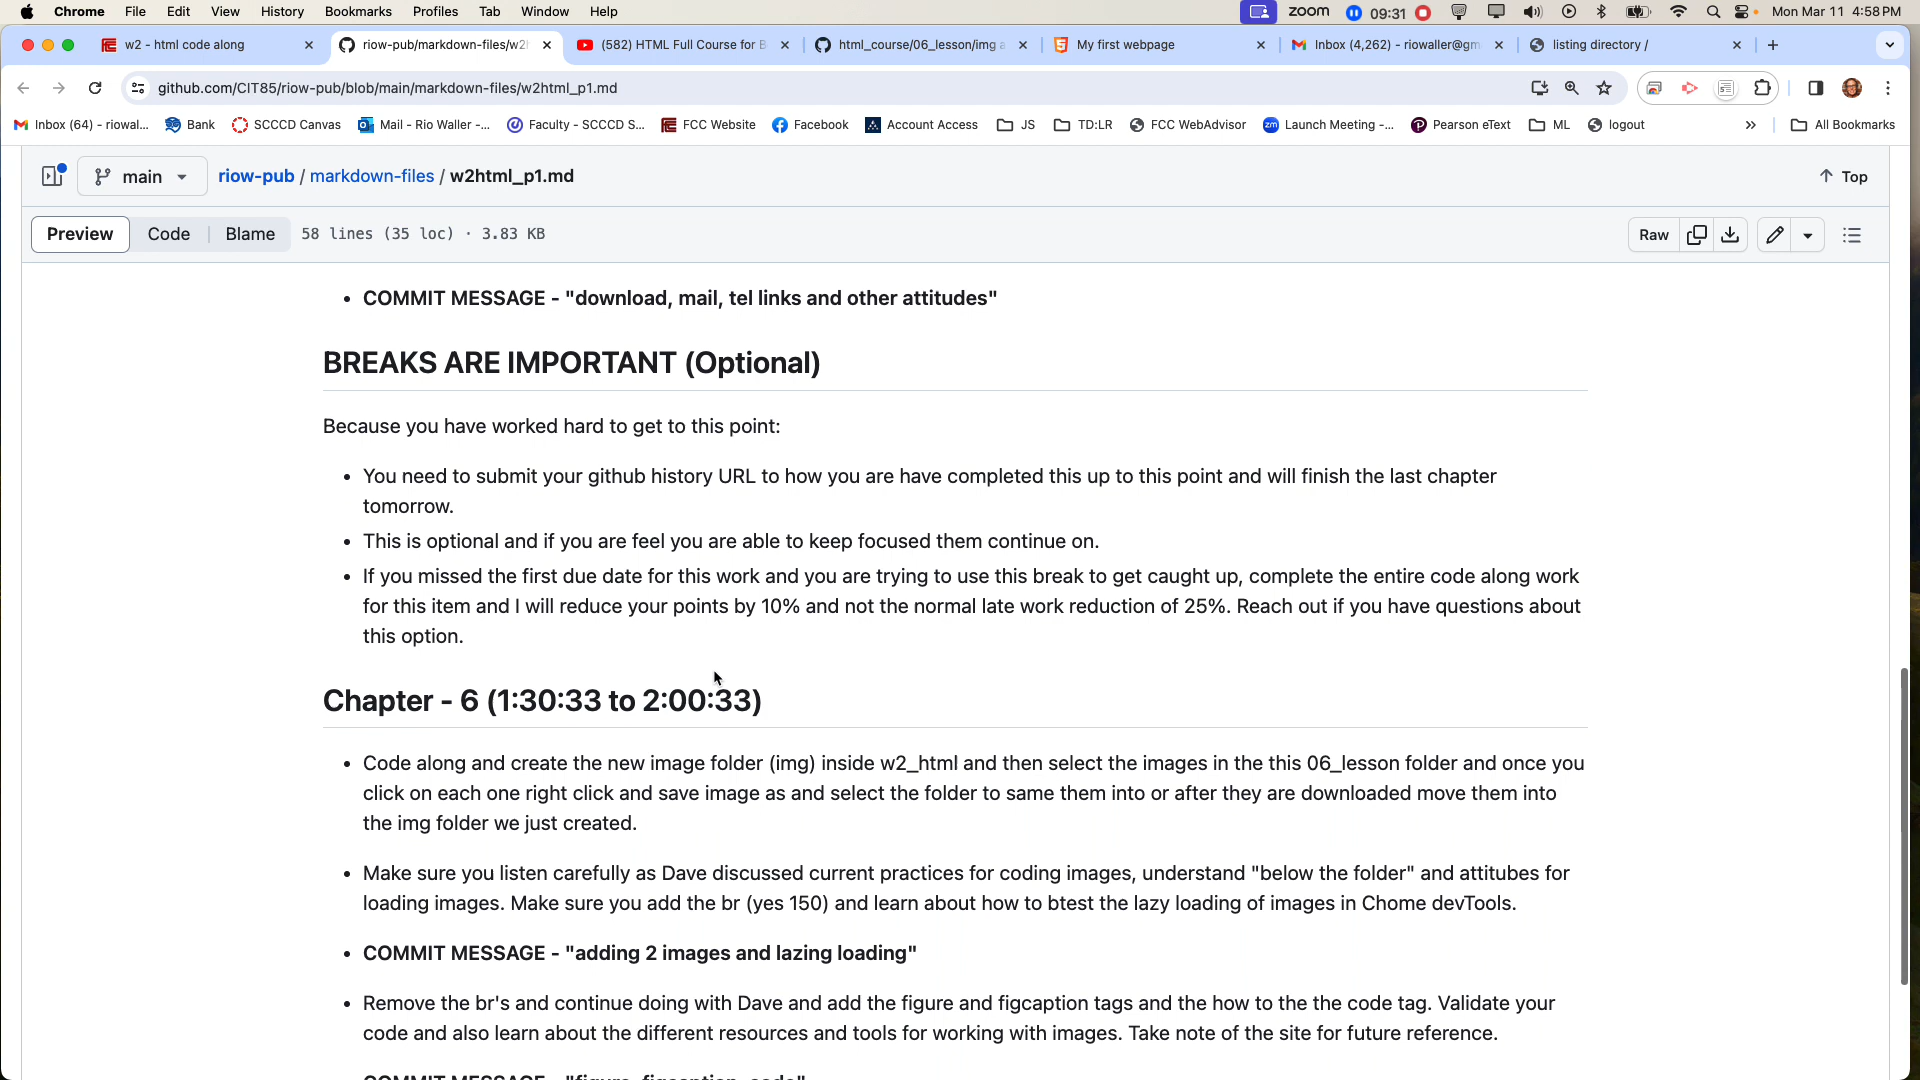 Chrome File Edit View History Bookmarks Profiles Tab Window Help zoom 09:31 Mon Mar 11 4:58 PM
w2 - html code along riow-pub/markdown-files/w2h (582) HTML Full Course for B html_course/06_lesson/img a My first webpage Inbox (4,262) - riowaller@gm listing directory /
github.com/CIT85/riow-pub/blob/main/markdown-files/w2html_p1.md
Inbox (64) - riowal... Bank SCCCD Canvas Mail - Rio Waller -... Faculty - SCCCD S... FCC Website Facebook Account Access JS TD:LR FCC WebAdvisor Launch Meeting -... Pearson eText ML logout » All Bookmarks
main riow-pub / markdown-files / w2html_p1.md Top
Preview Code Blame 58 lines (35 loc) · 3.83 KB Raw
• COMMIT MESSAGE - "download, mail, tel links and other attitudes"
BREAKS ARE IMPORTANT (Optional)
Because you have worked hard to get to this point:
• You need to submit your github history URL to how you are have completed this up to this point and will finish the last chapter
tomorrow.
• This is optional and if you are feel you are able to keep focused them continue on.
• If you missed the first due date for this work and you are trying to use this break to get caught up, complete the entire code along work
for this item and I will reduce your points by 10% and not the normal late work reduction of 25%. Reach out if you have questions about
this option.
Chapter - 6 (1:30:33 to 2:00:33)
• Code along and create the new image folder (img) inside w2_html and then select the images in the this 06_lesson folder and once you
click on each one right click and save image as and select the folder to same them into or after they are downloaded move them into
the img folder we just created.
• Make sure you listen carefully as Dave discussed current practices for coding images, understand "below the folder" and attitubes for
loading images. Make sure you add the br (yes 150) and learn about how to btest the lazy loading of images in Chome devTools.
• COMMIT MESSAGE - "adding 2 images and lazing loading"
• Remove the br's and continue doing with Dave and add the figure and figcaption tags and the how to the the code tag. Validate your
code and also learn about the different resources and tools for working with images. Take note of the site for future reference.
COMMIT MESSAGE - "figure, figcaption, code"